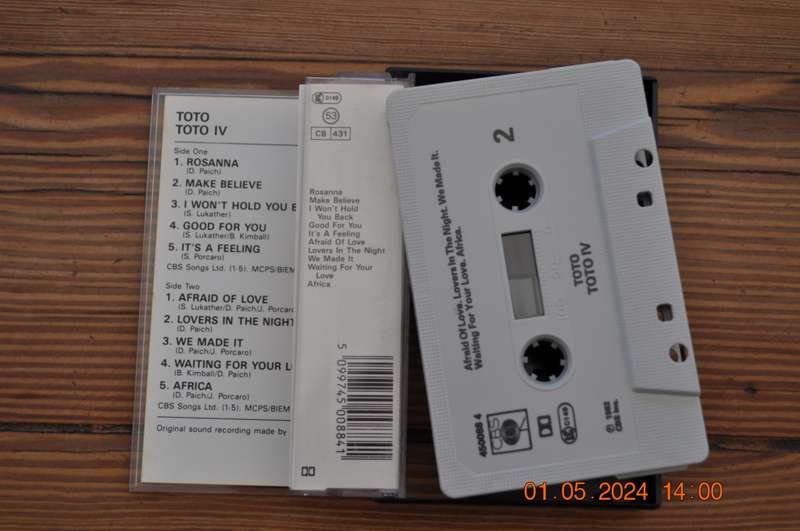 TOTO
TOTO IV
Side One
1. ROSANNA
(D. Paich)
2. MAKE BELIEVE
(D. Paich)
3. I WON'T HOLD YOU
(S. Lukather)
4. GOOD FOR YOU
(S. Lukather/B. Kimball)
5. IT'S A FEELING
(S. Porcaro)
CBS Songs Ltd. (1-5). MCPS/BIEM
Side Two
1. AFRAID OF LOVE
(S. Lukather/D. Paich/J. Porcaro)
2. LOVERS IN THE NIGHT
(D. Paich)
3. WE MADE IT
(D. Paich/J. Porcaro)
4. WAITING FOR YOUR
(B. Kimball/D. Paich)
5. AFRICA
(D. Paich/J. Porcaro)
CBS Songs Ltd. (1-5). MCPS/BIEM
Original sound recording made by
0149
53
CB 431
Rosanna
Make Believe
I Won't Hold
You Back
Good For You
It's A Feeling
Afraid Of Love
Lovers In The Night
We Made It
Waiting For Your
Love
Africa
5 099745 008841
2
Afraid Of Love. Lovers In The Night. We Made It.
Waiting For Your Love. Africa.
TOTO
TOTO IV
450088 4
CBS
0149
℗ 1982
CBS Inc.
01.05.2024 14:00